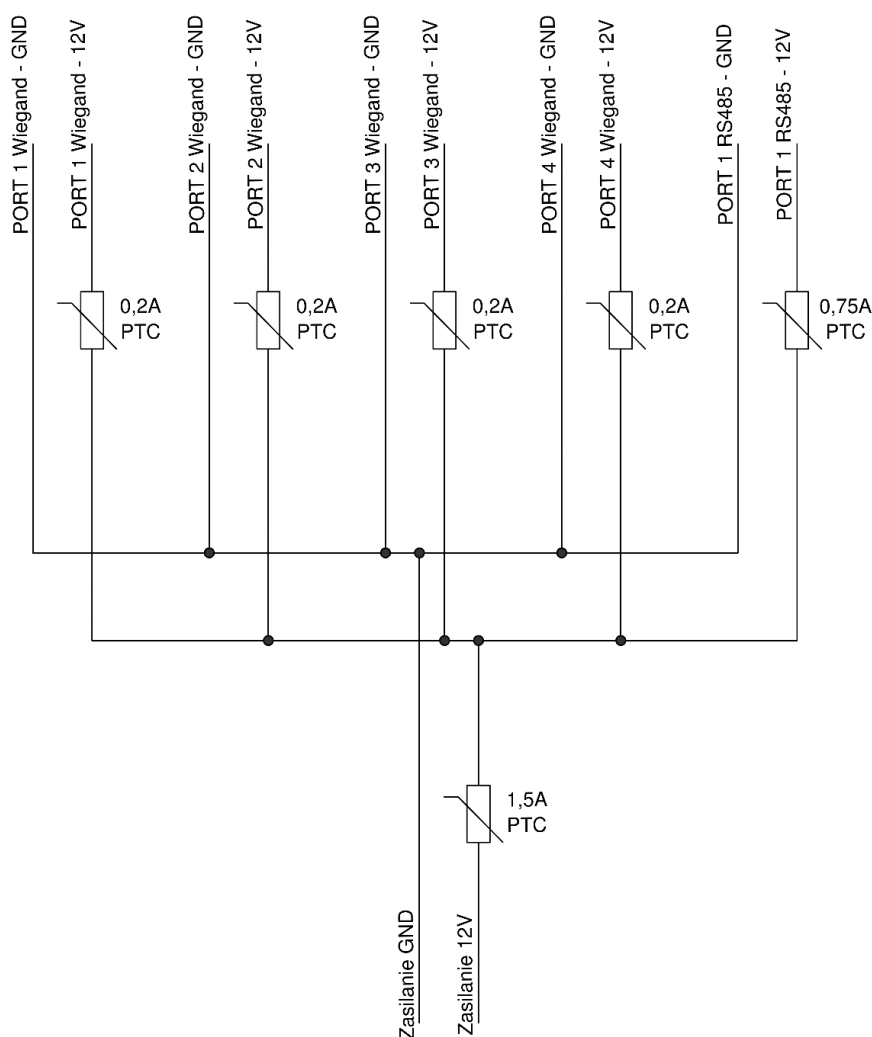 PORT 1 Wiegand - GND
PORT 1 Wiegand - 12V
PORT 2 Wiegand - GND
PORT 2 Wiegand - 12V
PORT 3 Wiegand - GND
PORT 3 Wiegand - 12V
PORT 4 Wiegand - GND
PORT 4 Wiegand - 12V
PORT 1 RS485 - GND
PORT 1 RS485 - 12V
0,2A
PTC
0,2A
PTC
0,2A
PTC
0,2A
PTC
0,75A
PTC
1,5A
PTC
Zasilanie GND
Zasilanie 12V